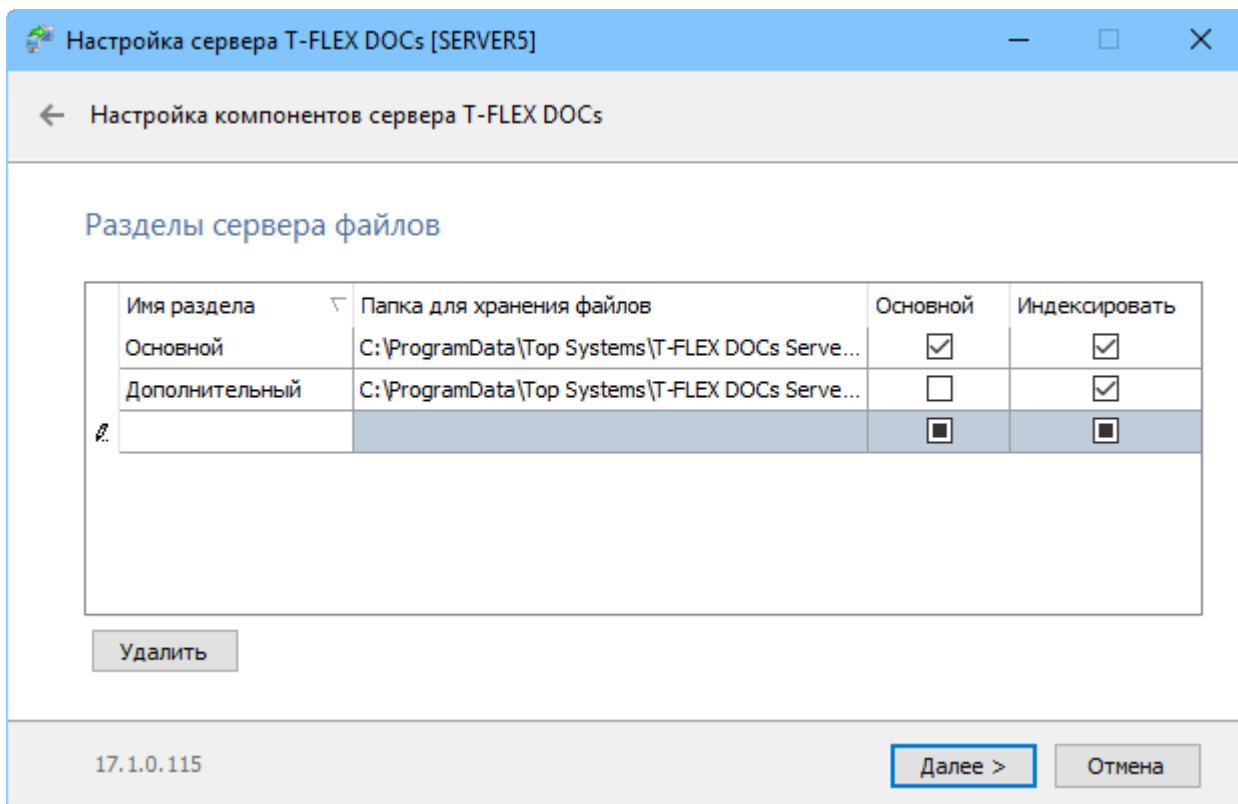 Настройка сервера T-FLEX DOCs [SERVER5]
Настройка компонентов сервера T-FLEX DOCs
Разделы сервера файлов
Имя раздела Папка для хранения файлов Основной Индексировать
Основной C:\ProgramData\Top Systems\T-FLEX DOCs Serve...
Дополнительный C:\ProgramData\Top Systems\T-FLEX DOCs Serve...
Удалить
17.1.0.115 Далее > Отмена